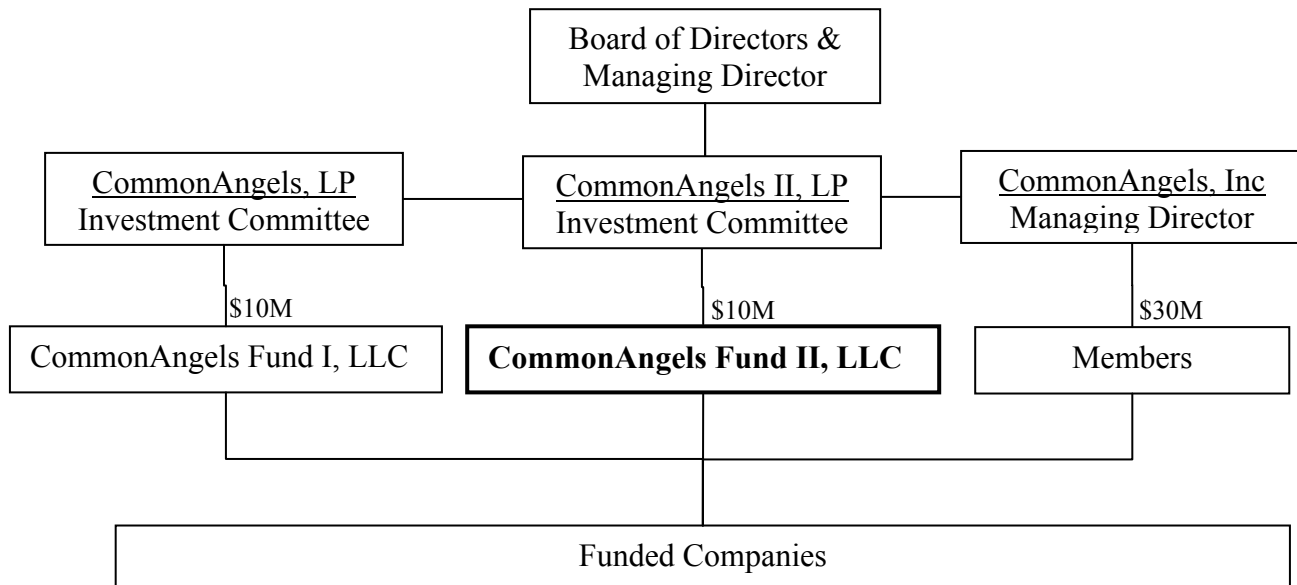 Board of Directors &
Managing Director
CommonAngels, LP
Investment Committee
CommonAngels II, LP
Investment Committee
CommonAngels, Inc
Managing Director
$10M
$10M
$30M
CommonAngels Fund I, LLC
CommonAngels Fund II, LLC
Members
Funded Companies